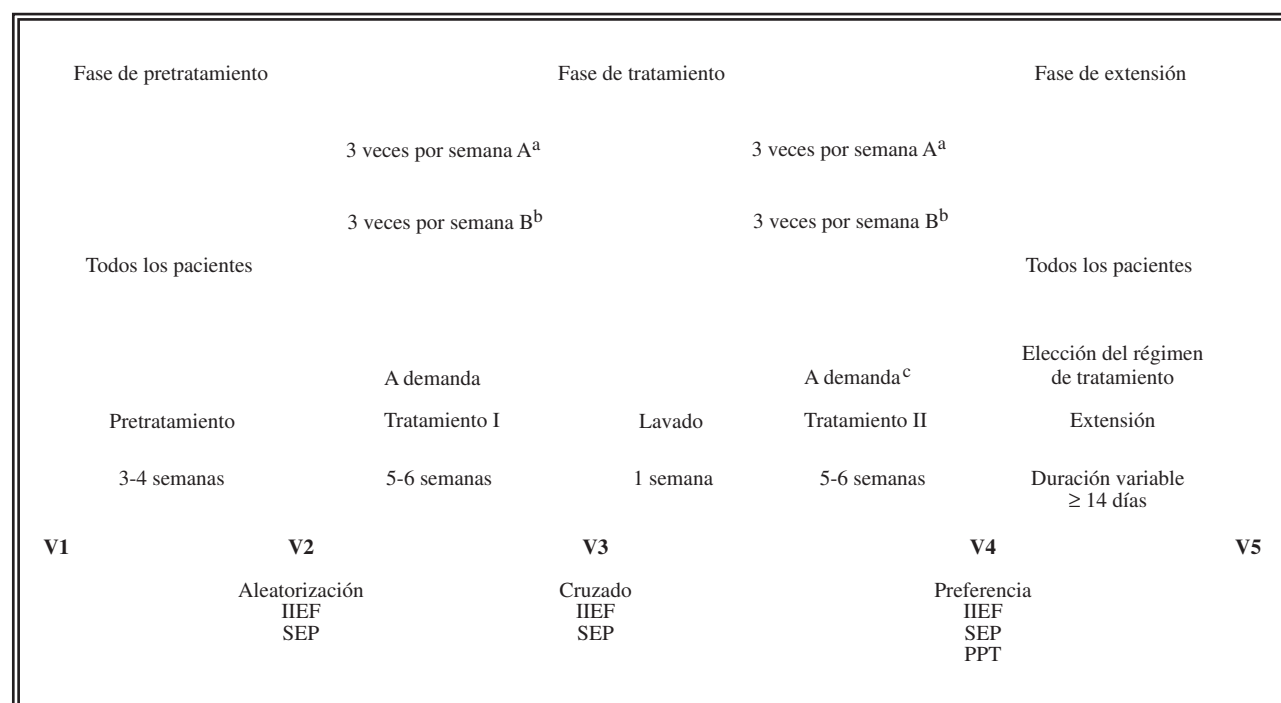 Fase de pretratamiento Fase de tratamiento Fase de extensión
3 veces por semana Aa 3 veces por semana Aa
3 veces por semana Bb 3 veces por semana Bb
Todos los pacientes Todos los pacientes
Elección del régimen
A demanda A demandac de tratamiento
Pretratamiento Tratamiento I Lavado Tratamiento II Extensión
3-4 semanas 5-6 semanas 1 semana 5-6 semanas Duración variable
≥ 14 días
V1 V2 V3 V4 V5
Aleatorización Cruzado Preferencia
IIEF IIEF IIEF
SEP SEP SEP
PPT